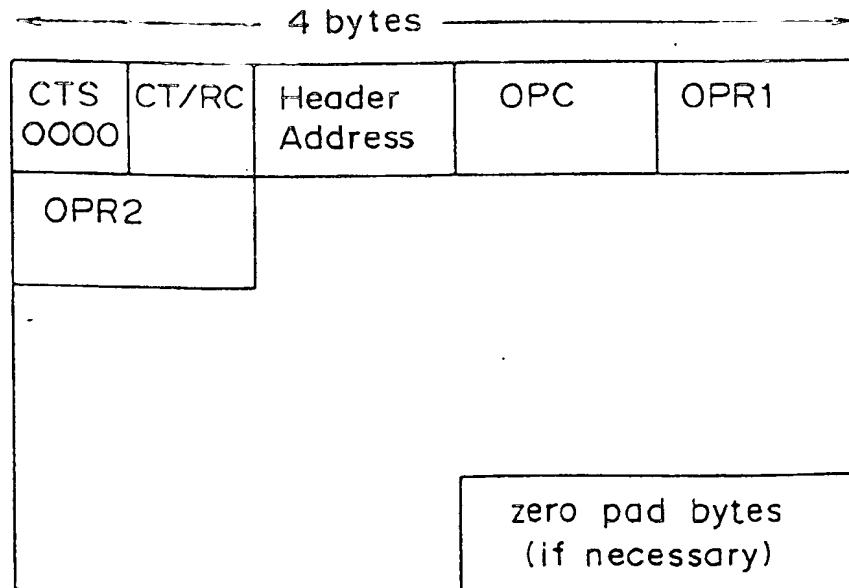 4 bytes
CTS CT/RC Header OPC OPR1
0000 Address
OPR2
zero pad bytes
(if necessary)